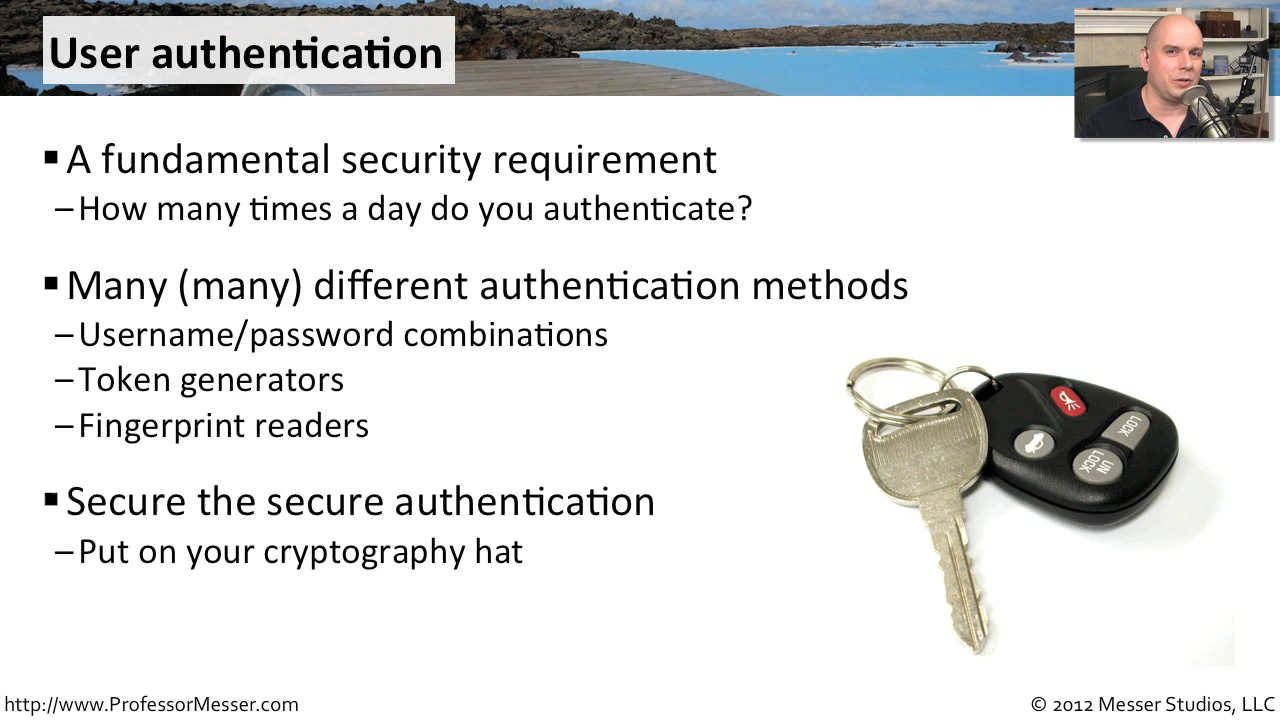 User authentication
▪ A fundamental security requirement
– How many times a day do you authenticate?
▪ Many (many) different authentication methods
– Username/password combinations
– Token generators
– Fingerprint readers
▪ Secure the secure authentication
– Put on your cryptography hat
LOCK
UN
LOCK
http://www.ProfessorMesser.com
© 2012 Messer Studios, LLC